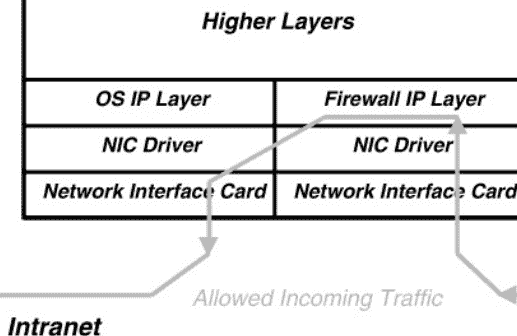 Higher Layers
OS IP Layer Firewall IP Layer
NIC Driver NIC Driver
Network Interface Card Network Interface Card
Allowed Incoming Traffic
Intranet